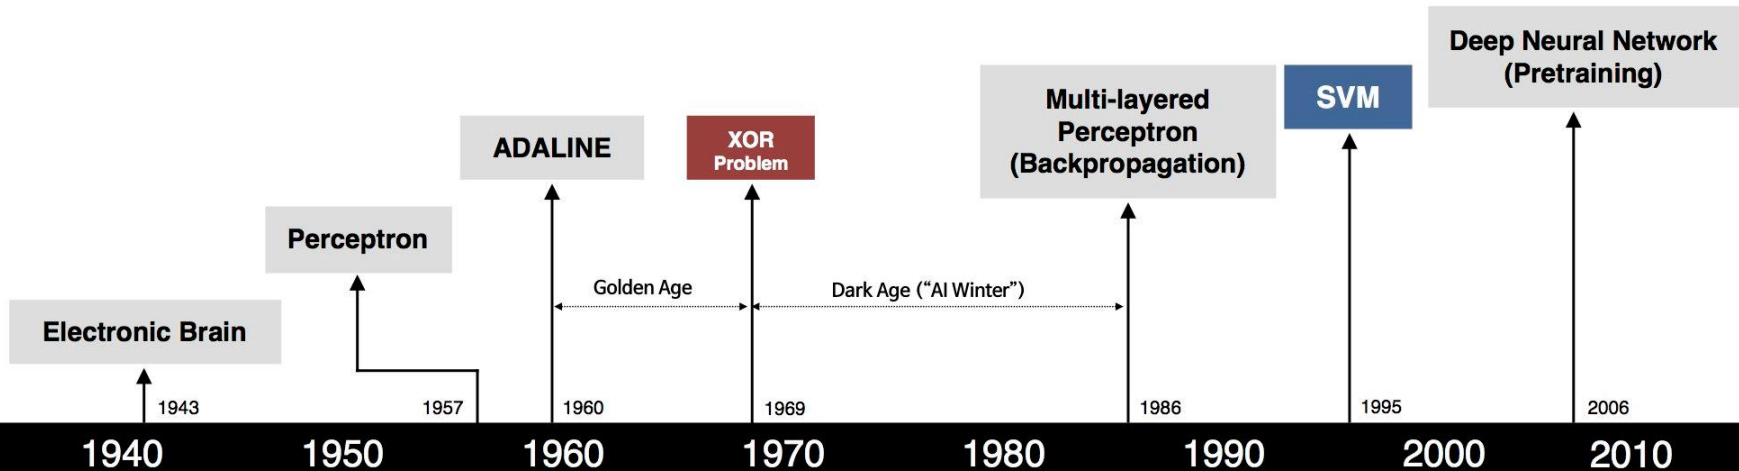 Deep Neural Network
(Pretraining)
Multi-layered
Perceptron
(Backpropagation)
SVM
ADALINE
XOR
Problem
Perceptron
Golden Age
Dark Age (“AI Winter”)
Electronic Brain
1943
1957
1960
1969
1986
1995
2006
1940
1950
1960
1970
1980
1990
2000
2010